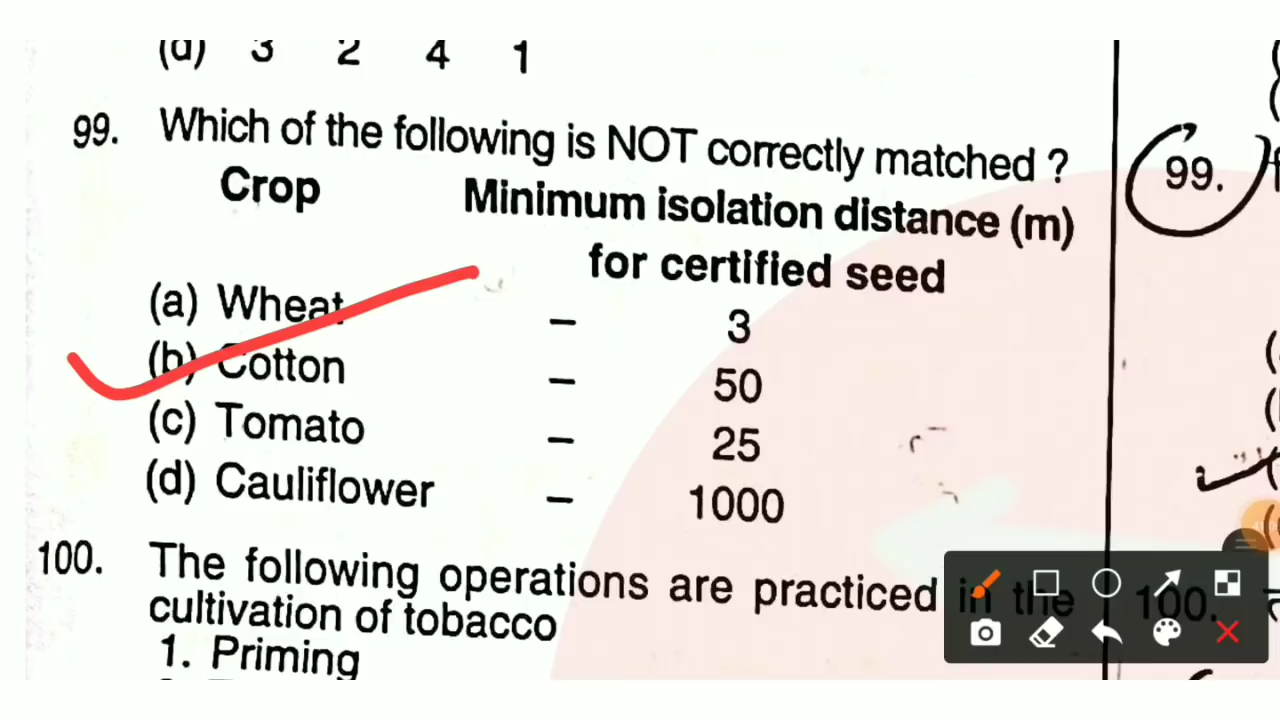 (d) 3 2 4 1
99. Which of the following is NOT correctly matched ?
Crop Minimum isolation distance (m)
for certified seed
(a) Wheat – 3
(b) Cotton – 50
(c) Tomato – 25
(d) Cauliflower – 1000
100. The following operations are practiced in the
cultivation of tobacco
1. Priming
99.
100.